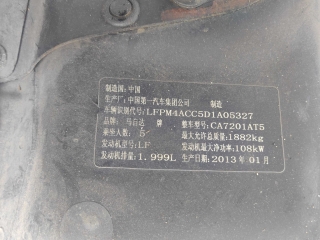 制造国：中国
生产厂：中国第一汽车集团公司 制造
车辆识别代号/LFPM4ACC5D1A05327
品牌：马自达 牌 整车型号：CA7201AT5
乘坐人数：5 最大允许总质量：1882kg
发动机型号：LF 发动机最大净功率：108kW
发动机排量：1.999L 生产日期：2013年01月